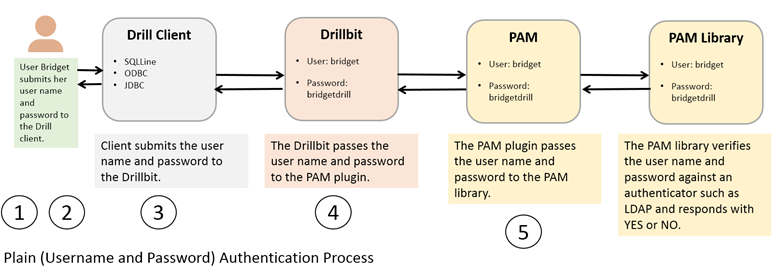 Drill Client
• SQLLine
• ODBC
• JDBC
Drillbit
• User: bridget
• Password:
bridgetdrill
PAM
• User: bridget
• Password:
bridgetdrill
PAM Library
• User: bridget
• Password:
bridgetdrill
User Bridget
submits her
user name
and
password to
the Drill
client.
Client submits the user
name and password to
the Drillbit.
The Drillbit passes the
user name and password
to the PAM plugin.
The PAM plugin passes
the user name and
password to the PAM
library.
The PAM library verifies
the user name and
password against an
authenticator such as
LDAP and responds with
YES or NO.
1
2
3
4
5
Plain (Username and Password) Authentication Process